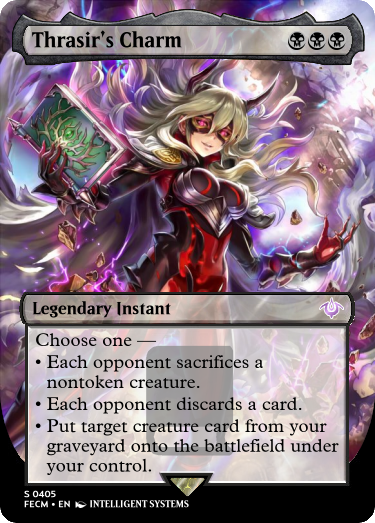 Thrasir's Charm
Legendary Instant
Choose one —
• Each opponent sacrifices a
nontoken creature.
• Each opponent discards a card.
• Put target creature card from your
graveyard onto the battlefield under
your control.
S 0405
FECM • EN INTELLIGENT SYSTEMS